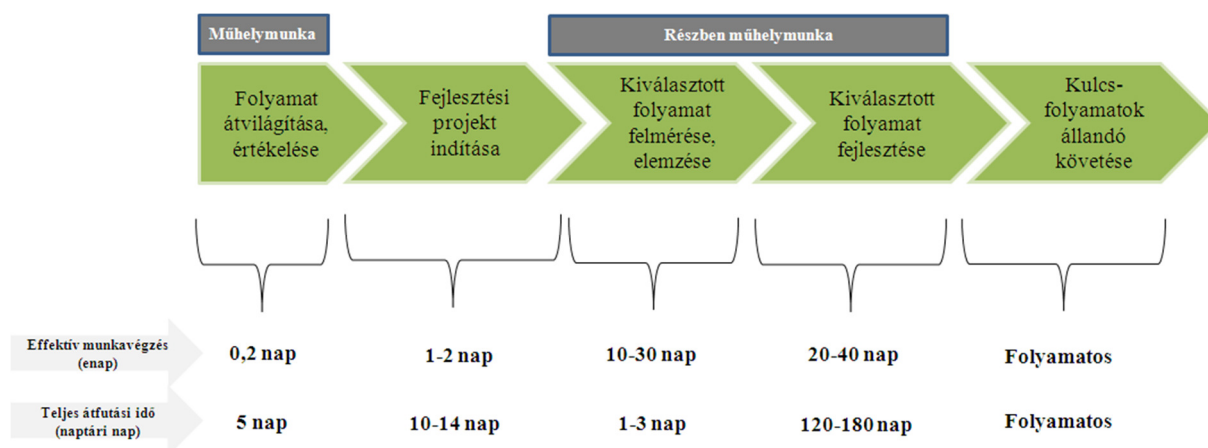 Műhelymunka
Részben műhelymunka
Folyamat
átvilágítása,
értékelése
Fejlesztési
projekt
indítása
Kiválasztott
folyamat
felmérése,
elemzése
Kiválasztott
folyamat
fejlesztése
Kulcs-
folyamatok
állandó
követése
Effektív munkavégzés
(enap)
0,2 nap
1-2 nap
10-30 nap
20-40 nap
Folyamatos
Teljes átfutási idő
(naptári nap)
5 nap
10-14 nap
1-3 nap
120-180 nap
Folyamatos